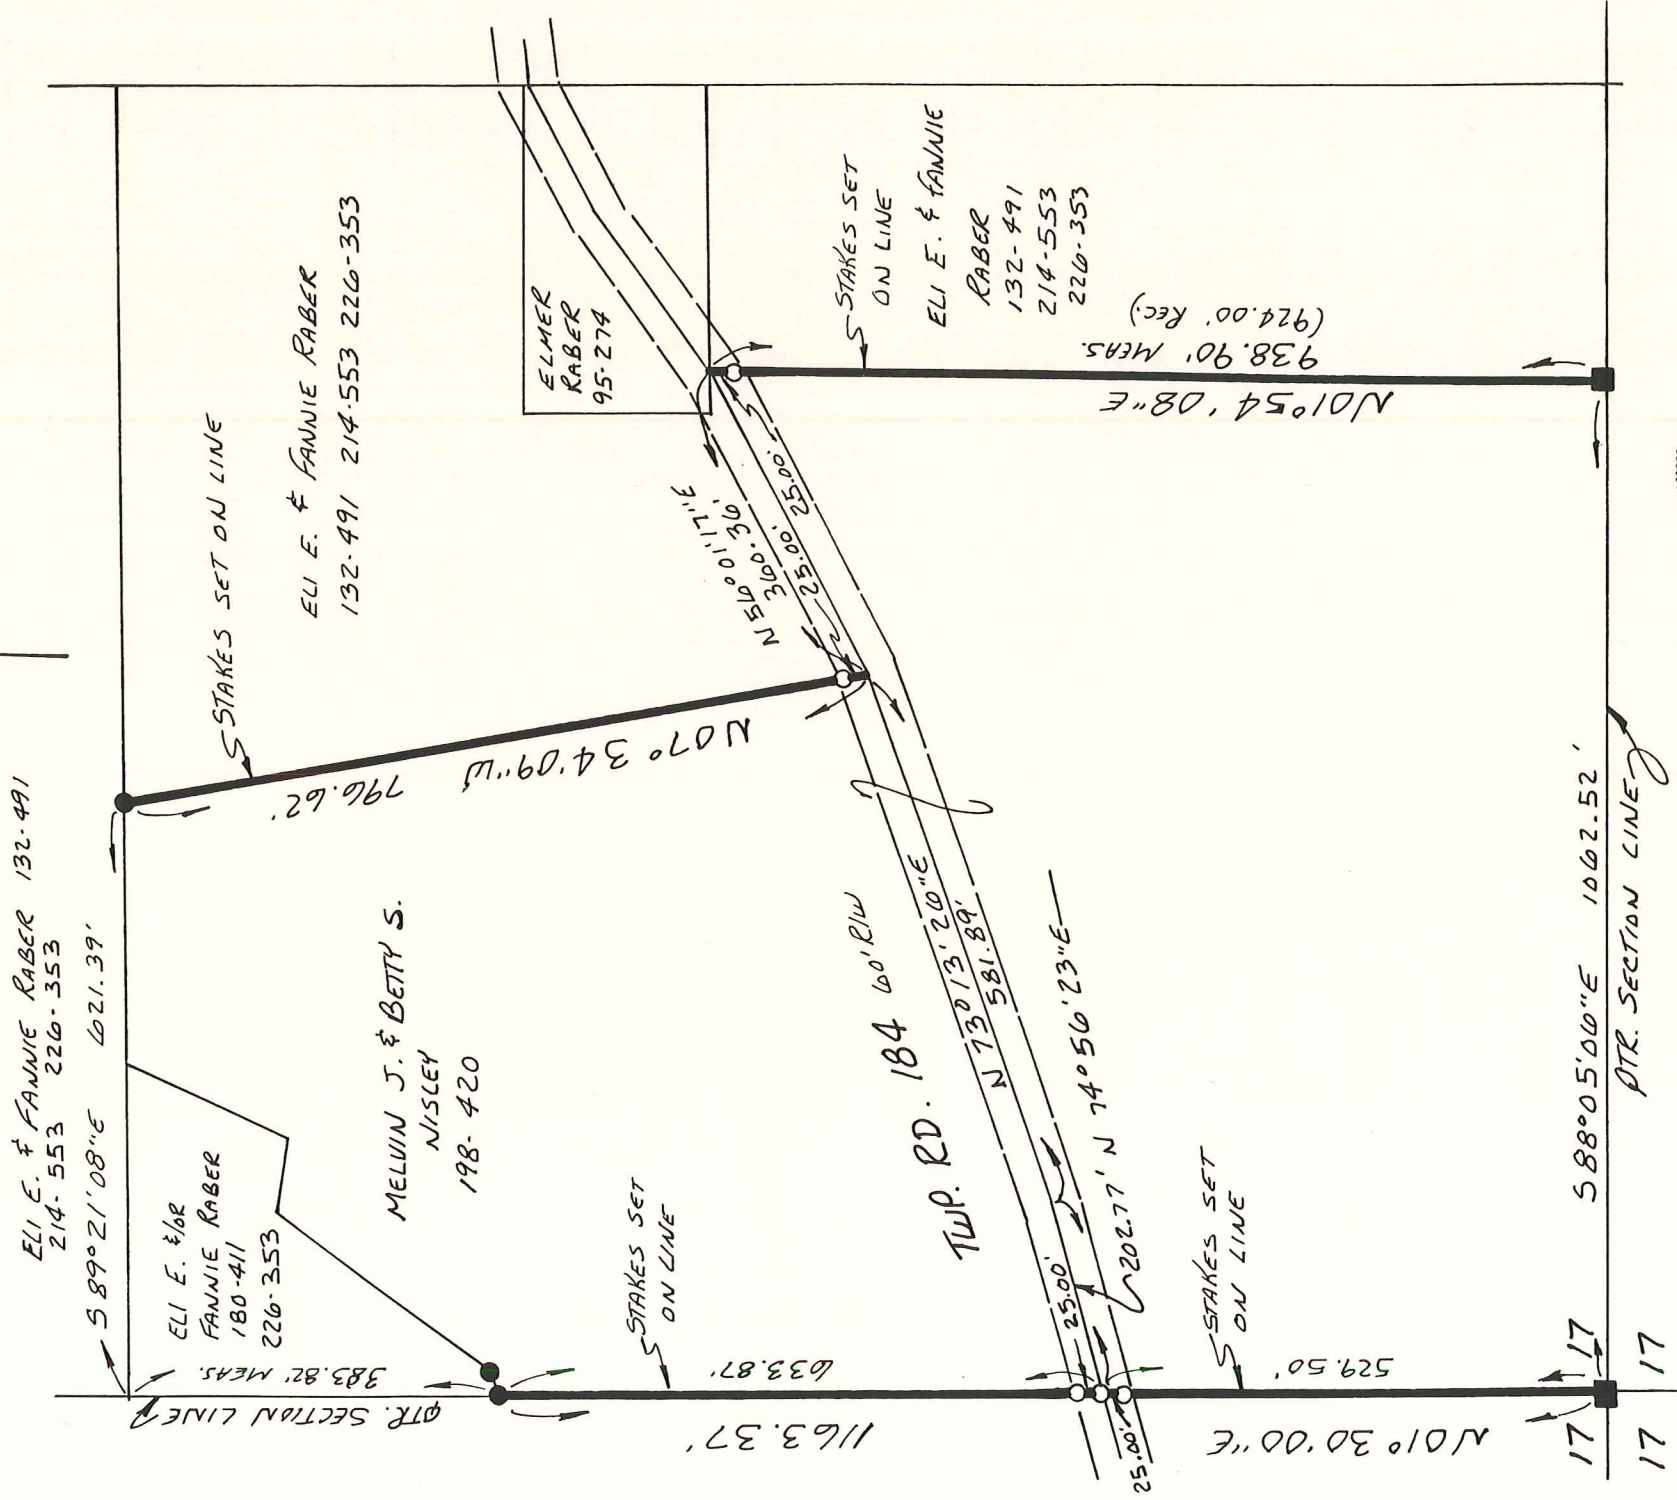 ELI E. & FANNIE RABER 132-491
214-553 226-353
S 89°21'08"E 621.39'
ELI E. &/OR
FANNIE RABER
180-411
226-353
383.82' MEAS.
QTR. SECTION LINE
MELVIN J. & BETTY S.
NISLEY
198-420
STAKES SET ON LINE
796.62'
N07°34'09"W
ELI E. & FANNIE RABER
132-491 214-553 226-353
ELMER
RABER
95-274
STAKES SET
ON LINE
ELI E. & FANNIE
RABER
132-491
214-553
226-353
938.90' MEAS.
(924.00' REC.)
N01°54'08"E
N56°01'17"E
360.36'
25.00'
25.00'
STAKES SET
ON LINE
633.87'
1163.37'
TWP. RD. 184 60' R/W
N 73°13'26"E
581.89'
202.77' N 74°56'23"E
25.00'
25.00'
STAKES SET
ON LINE
529.50'
N01°30'00"E
S88°05'06"E 1062.52'
QTR. SECTION LINE
17 17
17 17